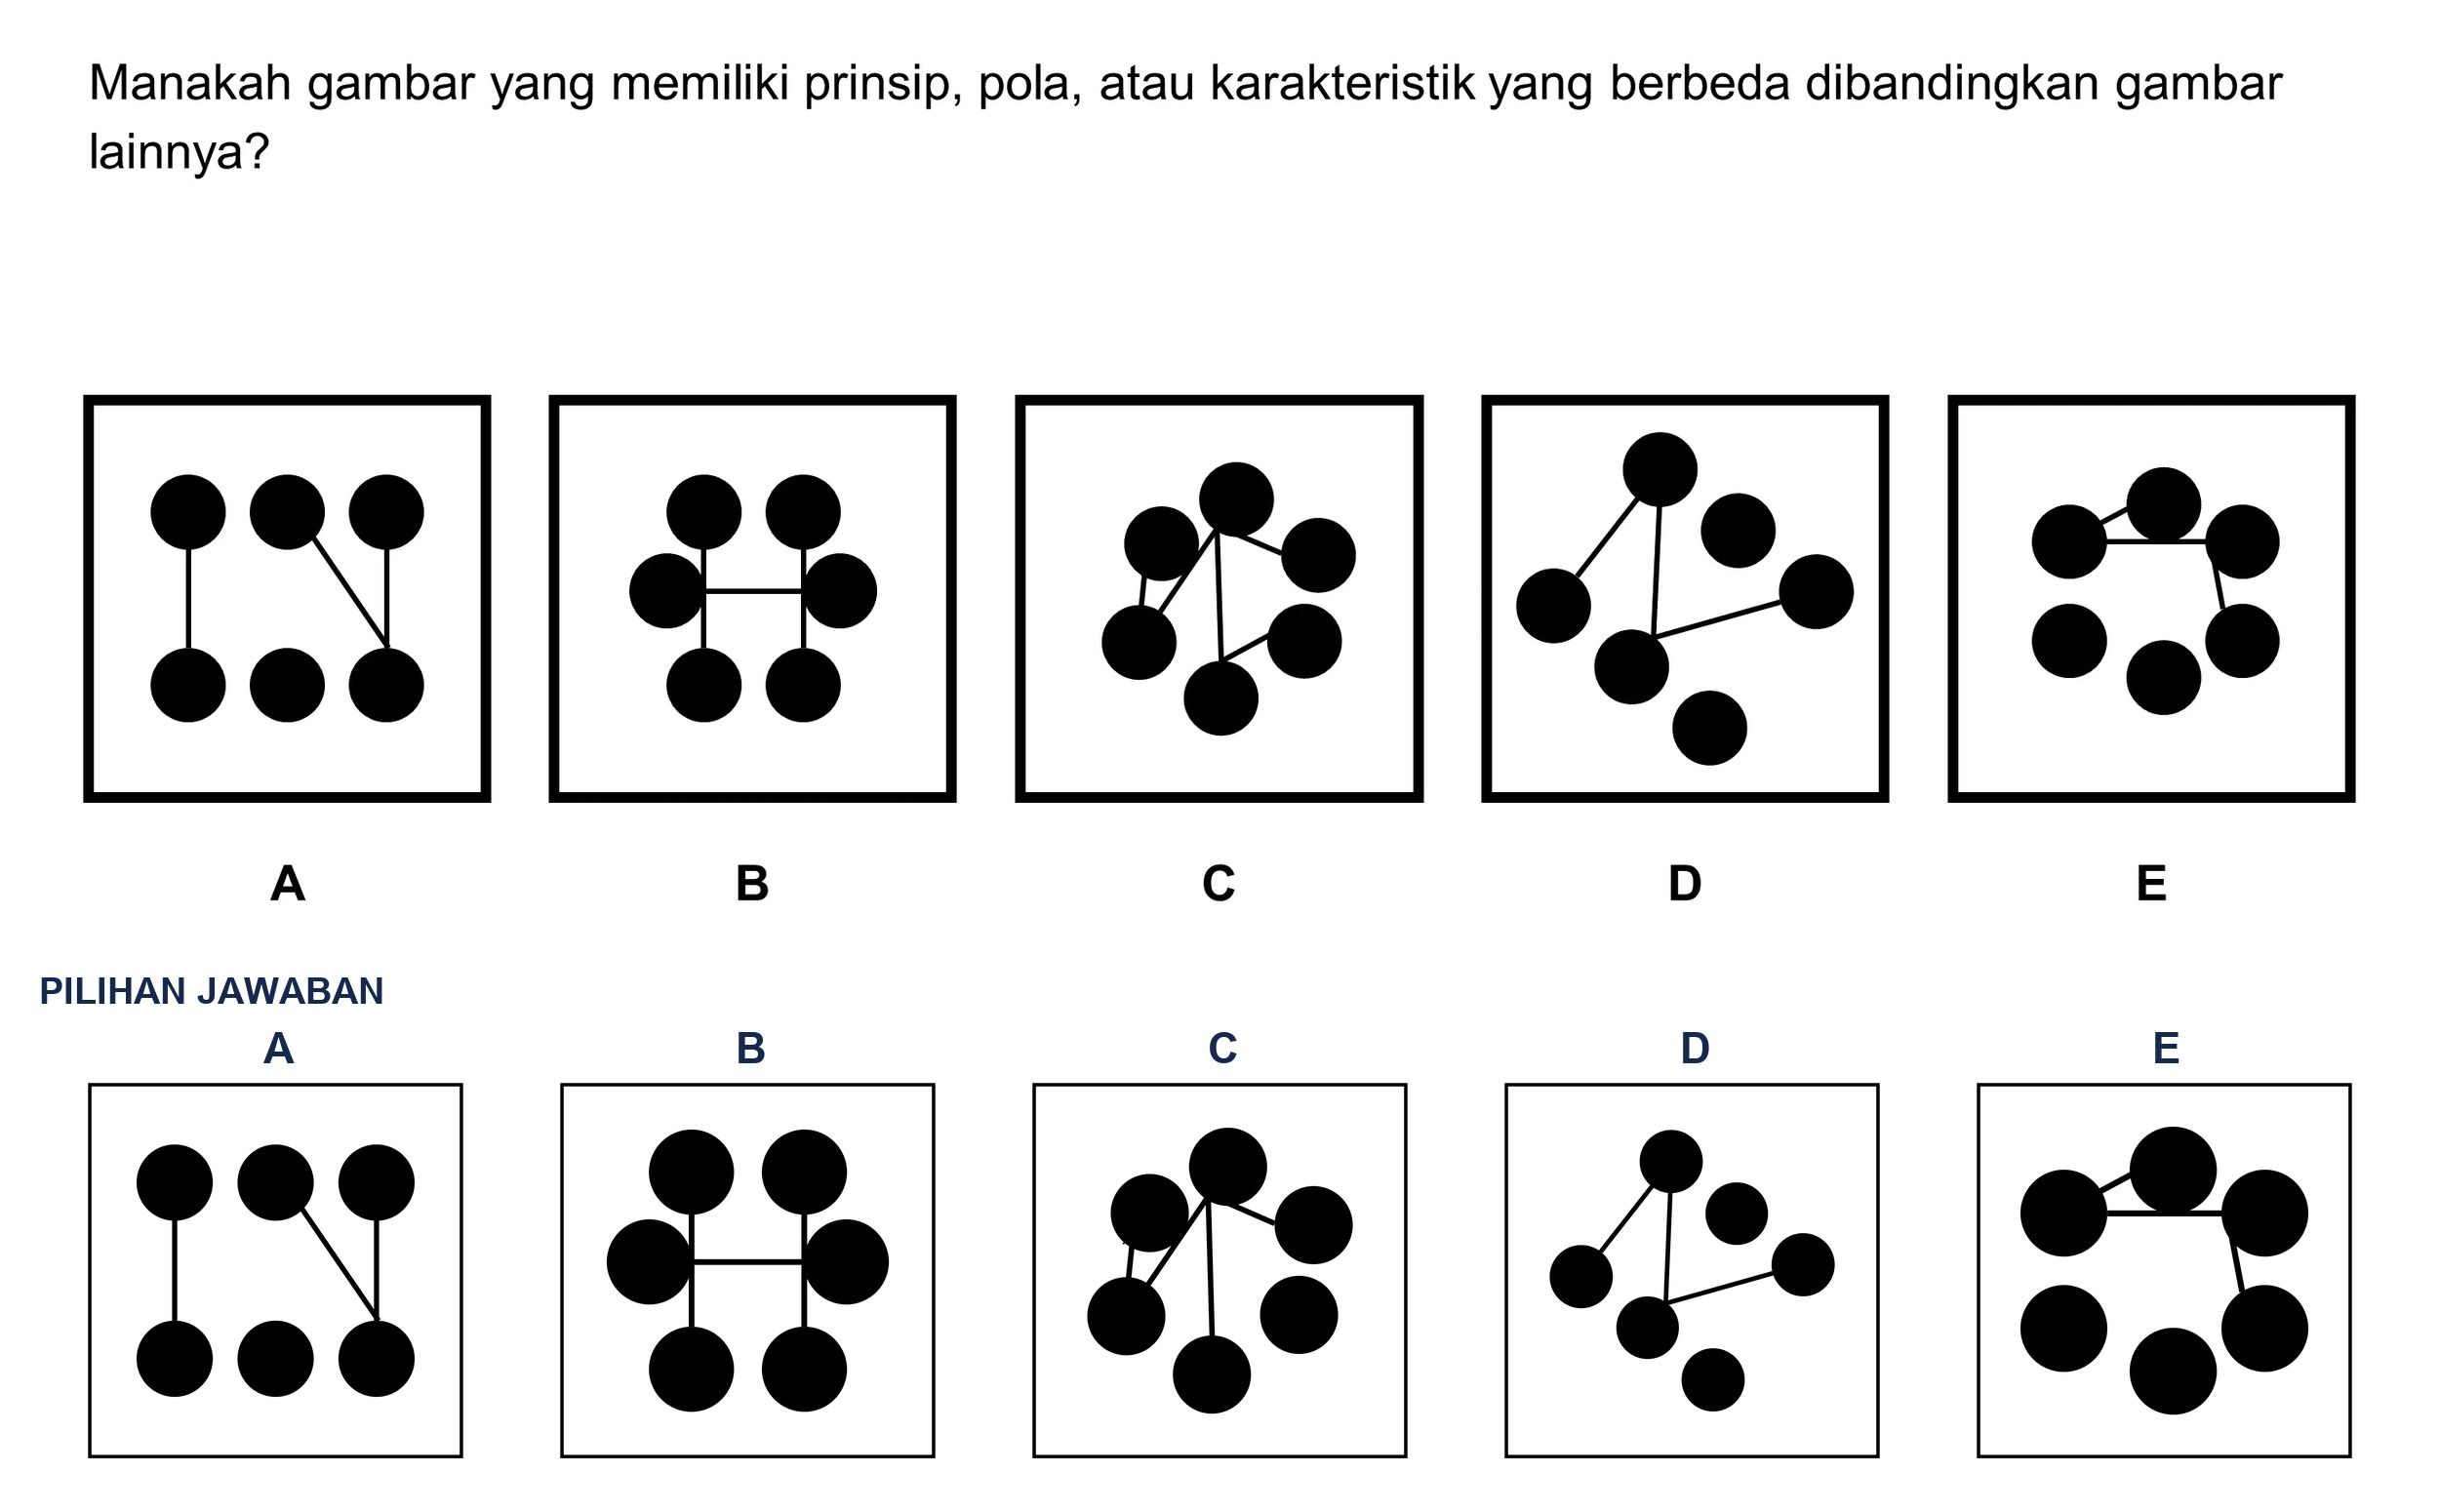 Manakah gambar yang memiliki prinsip, pola, atau karakteristik yang berbeda dibandingkan gambar
lainnya?
A B C D E
PILIHAN JAWABAN
A B C D E